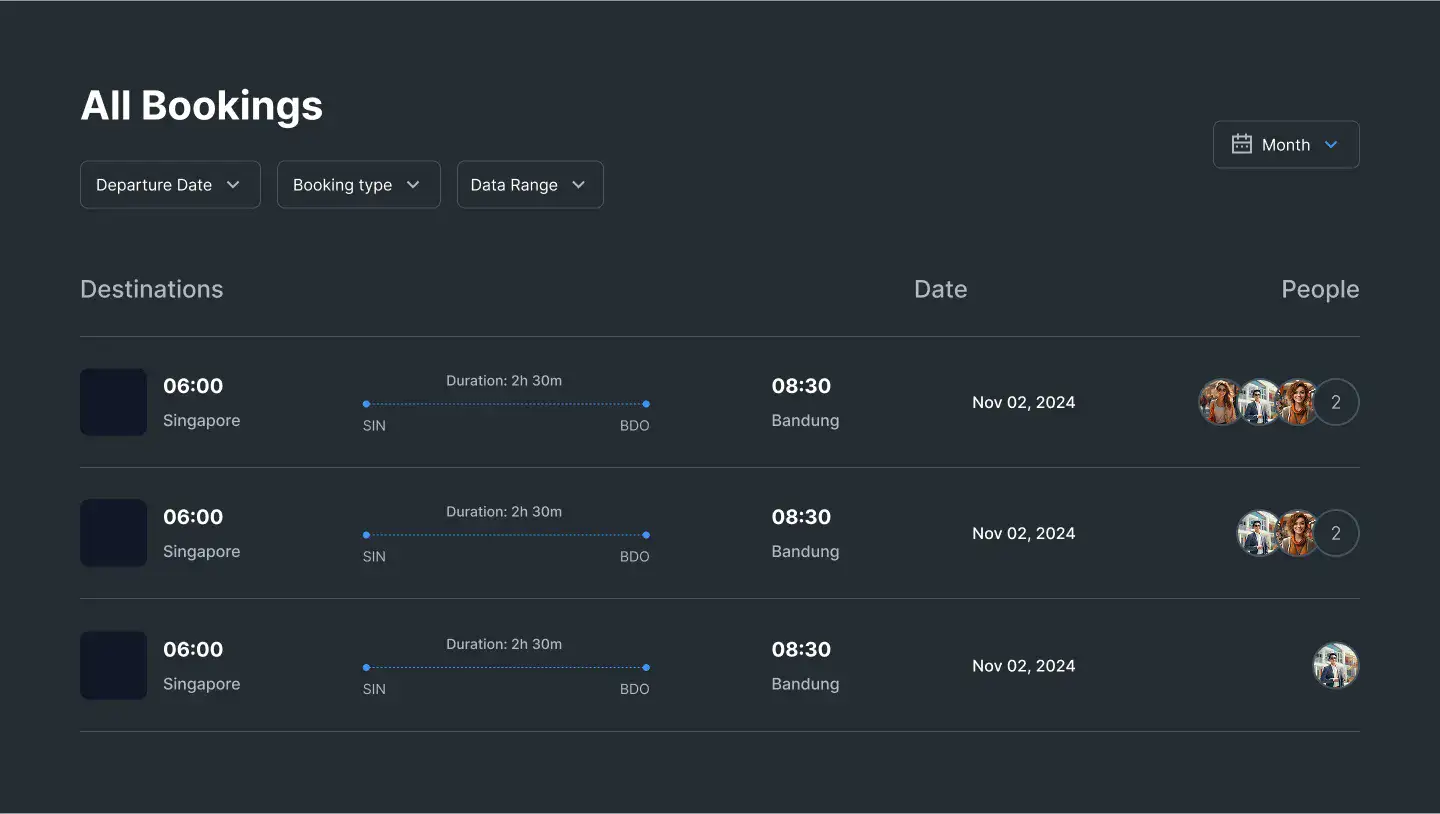 All Bookings
Month
Departure Date
Booking type
Data Range
Destinations
Date
People
06:00
Singapore
Duration: 2h 30m
SIN
BDO
08:30
Bandung
Nov 02, 2024
2
06:00
Singapore
Duration: 2h 30m
SIN
BDO
08:30
Bandung
Nov 02, 2024
2
06:00
Singapore
Duration: 2h 30m
SIN
BDO
08:30
Bandung
Nov 02, 2024